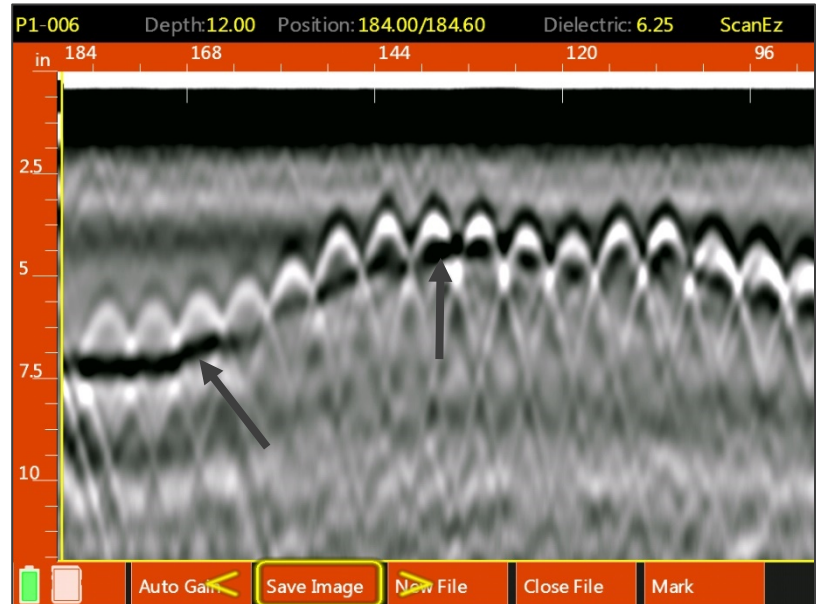 P1-006 Depth:12.00 Position:184.00/184.60 Dielectric: 6.25 ScanEz
in 184 168 144 120 96
2.5
5
7.5
10
Auto Gain < Save Image > New File Close File Mark